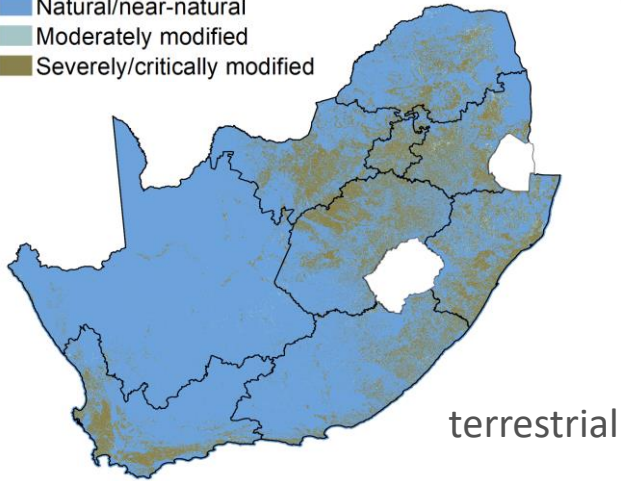 Natural/near-natural
Moderately modified
Severely/critically modified
terrestrial